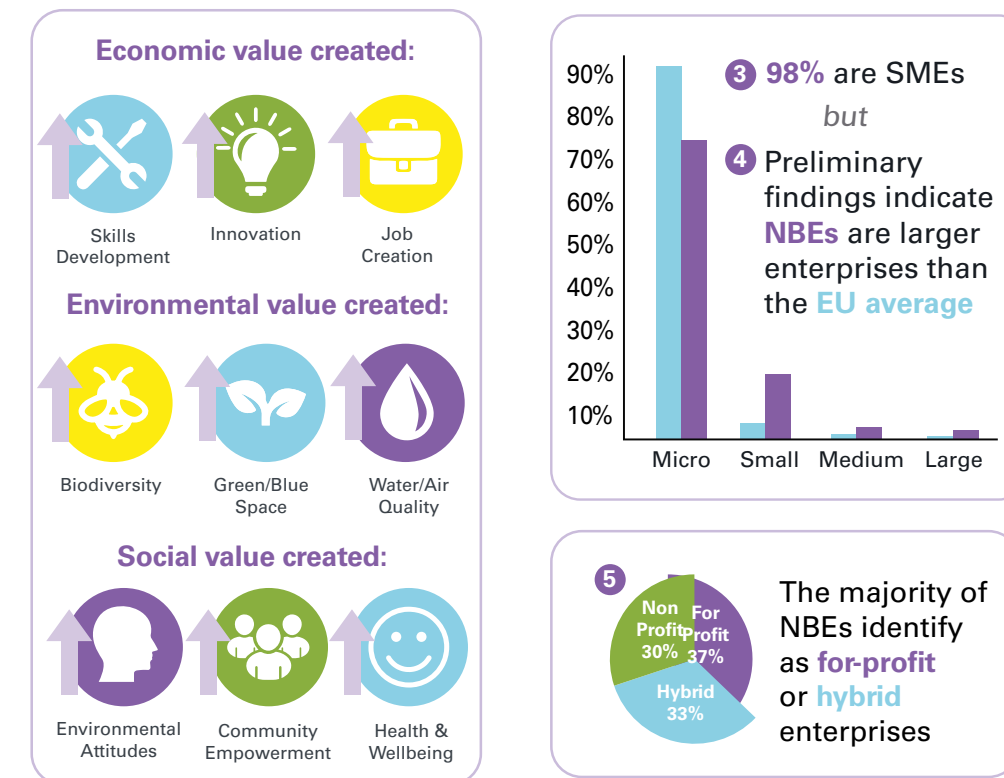 Economic value created:
Skills
Development
Innovation
Job
Creation
Environmental value created:
Biodiversity
Green/Blue
Space
Water/Air
Quality
Social value created:
Environmental
Attitudes
Community
Empowerment
Health &
Wellbeing
90%
80%
70%
60%
50%
40%
30%
20%
10%
Micro
Small
Medium
Large
3 98% are SMEs
but
4 Preliminary
findings indicate
NBEs are larger
enterprises than
the EU average
5
Non
Profit
30%
For
Profit
37%
Hybrid
33%
The majority of
NBEs identify
as for-profit
or hybrid
enterprises